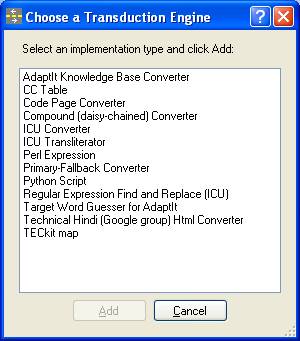 Choose a Transduction Engine
Select an implementation type and click Add:
AdaptIt Knowledge Base Converter
CC Table
Code Page Converter
Compound (daisy-chained) Converter
ICU Converter
ICU Transliterator
Perl Expression
Primary-Fallback Converter
Python Script
Regular Expression Find and Replace (ICU)
Target Word Guesser for AdaptIt
Technical Hindi (Google group) Html Converter
TECkit map
Add Cancel